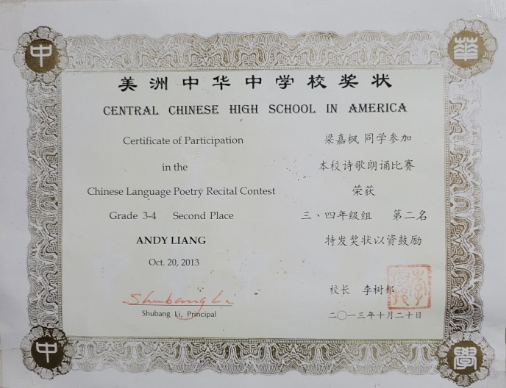 中 華
美洲中华中学校奖状
CENTRAL CHINESE HIGH SCHOOL IN AMERICA
Certificate of Participation
in the
Chinese Language Poetry Recital Contest
Grade 3-4 Second Place
ANDY LIANG
Oct. 20, 2013
Shubang Li
Shubang Li, Principal
梁嘉枫 同学参加
本校诗歌朗诵比赛
荣获
三、四年级组 第二名
特发奖状以资鼓励
校长 李树
二〇一三年十月二十日
中 學